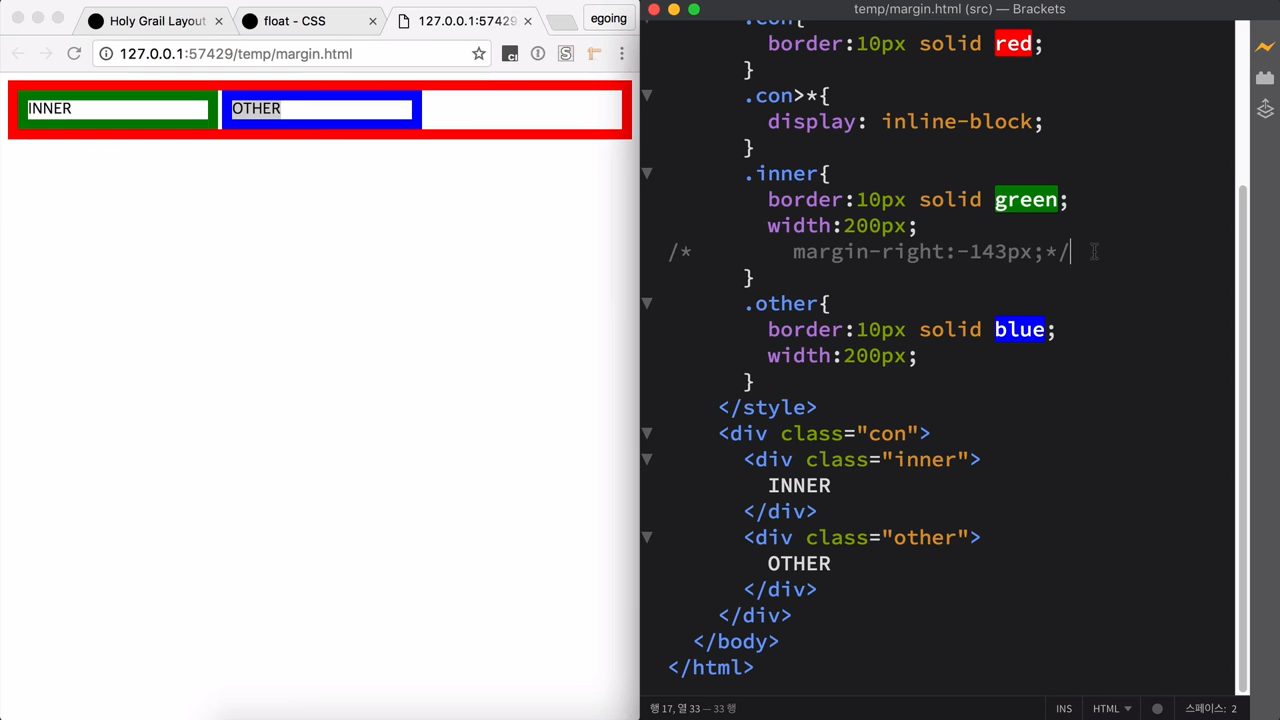 Holy Grail Layout
float - CSS
127.0.0.1:57429
egoing
127.0.0.1:57429/temp/margin.html
INNER
OTHER
temp/margin.html (src) — Brackets
.con{
border:10px solid red;
}
.con>*{
display: inline-block;
}
.inner{
border:10px solid green;
width:200px;
/* margin-right:-143px;*/
}
.other{
border:10px solid blue;
width:200px;
}
</style>
<div class="con">
<div class="inner">
INNER
</div>
<div class="other">
OTHER
</div>
</div>
</body>
</html>
행 17, 열 33 — 33 행
INS
HTML
스페이스: 2